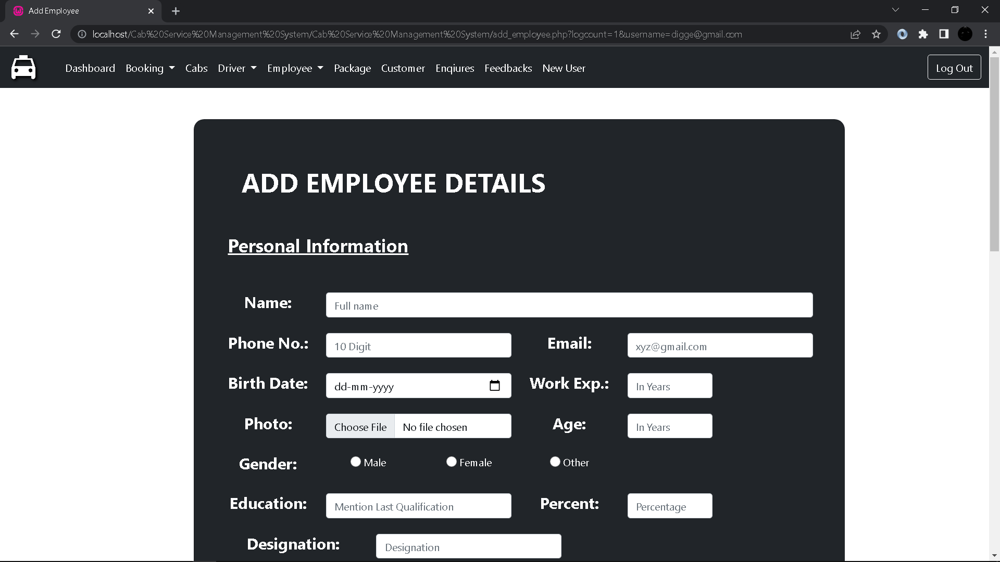 Add Employee
localhost/Cab%20Service%20Management%20System/Cab%20Service%20Management%20System/add_employee.php?logcount=1&username=digge@gmail.com
Dashboard Booking Cabs Driver Employee Package Customer Enqiures Feedbacks New User Log Out
ADD EMPLOYEE DETAILS
Personal Information
Name: Full name
Phone No.: 10 Digit Email: xyz@gmail.com
Birth Date: dd-mm-yyyy Work Exp.: In Years
Photo: Choose File No file chosen Age: In Years
Gender: Male Female Other
Education: Mention Last Qualification Percent: Percentage
Designation: Designation